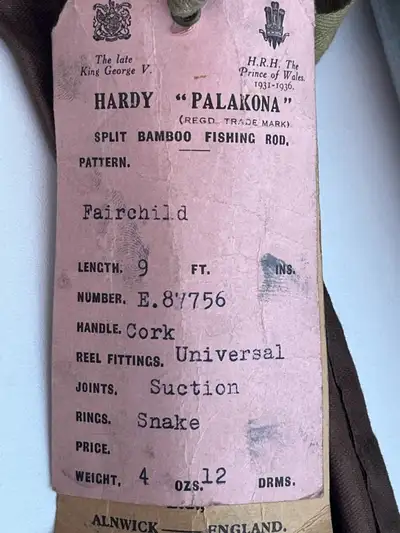 The late
King George V.
H.R.H. The
Prince of Wales.
1931-1936.
HARDY "PALAKONA"
(REGD. TRADE MARK)
SPLIT BAMBOO FISHING ROD.
PATTERN.
Fairchild
LENGTH. 9 FT. INS.
NUMBER. E.87756
HANDLE. Cork
REEL FITTINGS. Universal
JOINTS. Suction
RINGS. Snake
PRICE.
WEIGHT. 4 OZS. 12 DRMS.
ALNWICK — ENGLAND.